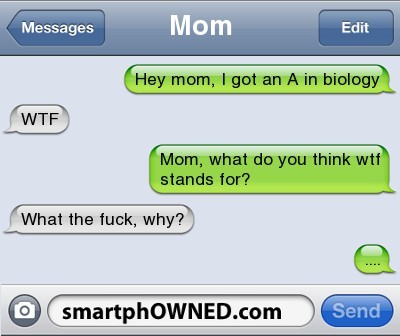 Messages Mom Edit
Hey mom, I got an A in biology
WTF
Mom, what do you think wtf
stands for?
What the fuck, why?
....
smartphOWNED.com Send